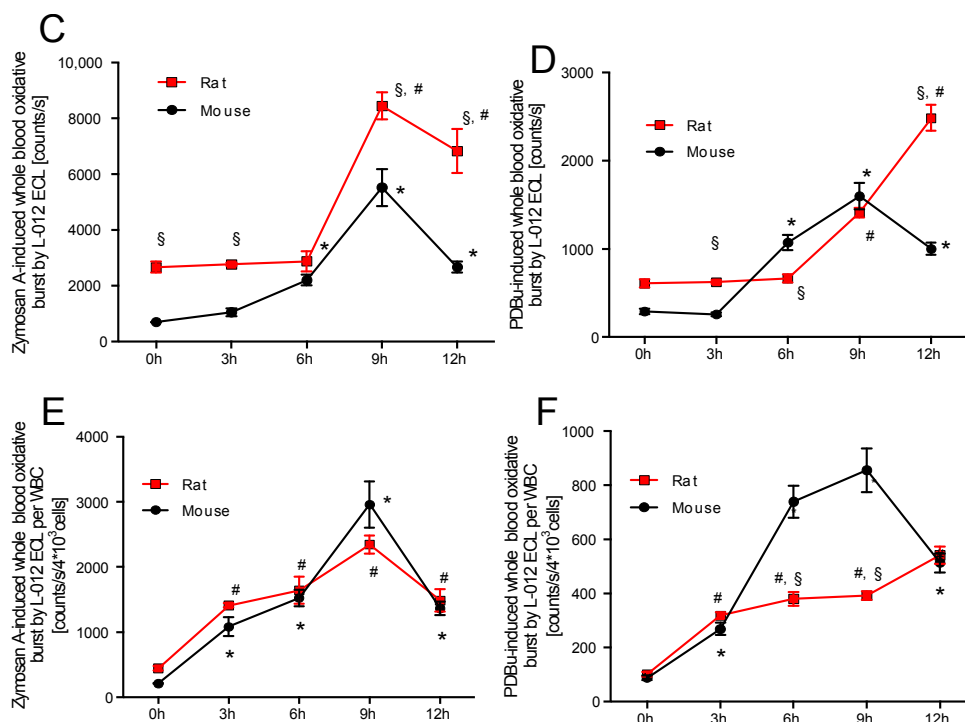 C
Zymosan A-induced whole blood oxidative
burst by L-012 ECL [counts/s]
10,000
8000
6000
4000
2000
0
Rat
Mouse
§, #
§, #
§
§
*
*
*
0h 3h 6h 9h 12h
D
PDBu-induced whole blood oxidative
burst by L-012 ECL [counts/s]
3000
2000
1000
0
Rat
Mouse
§, #
*
*
§
#
*
§
0h 3h 6h 9h 12h
E
Zymosan A-induced whole blood oxidative
burst by L-012 ECL per WBC
[counts/s/4*10³cells]
4000
3000
2000
1000
0
Rat
Mouse
*
# # # #
* * *
0h 3h 6h 9h 12h
F
PDBu-induced whole blood oxidative
burst by L-012 ECL per WBC
[counts/s/4*10³cells]
1000
800
600
400
200
0
Rat
Mouse
#, § #, §
#
*
*
0h 3h 6h 9h 12h